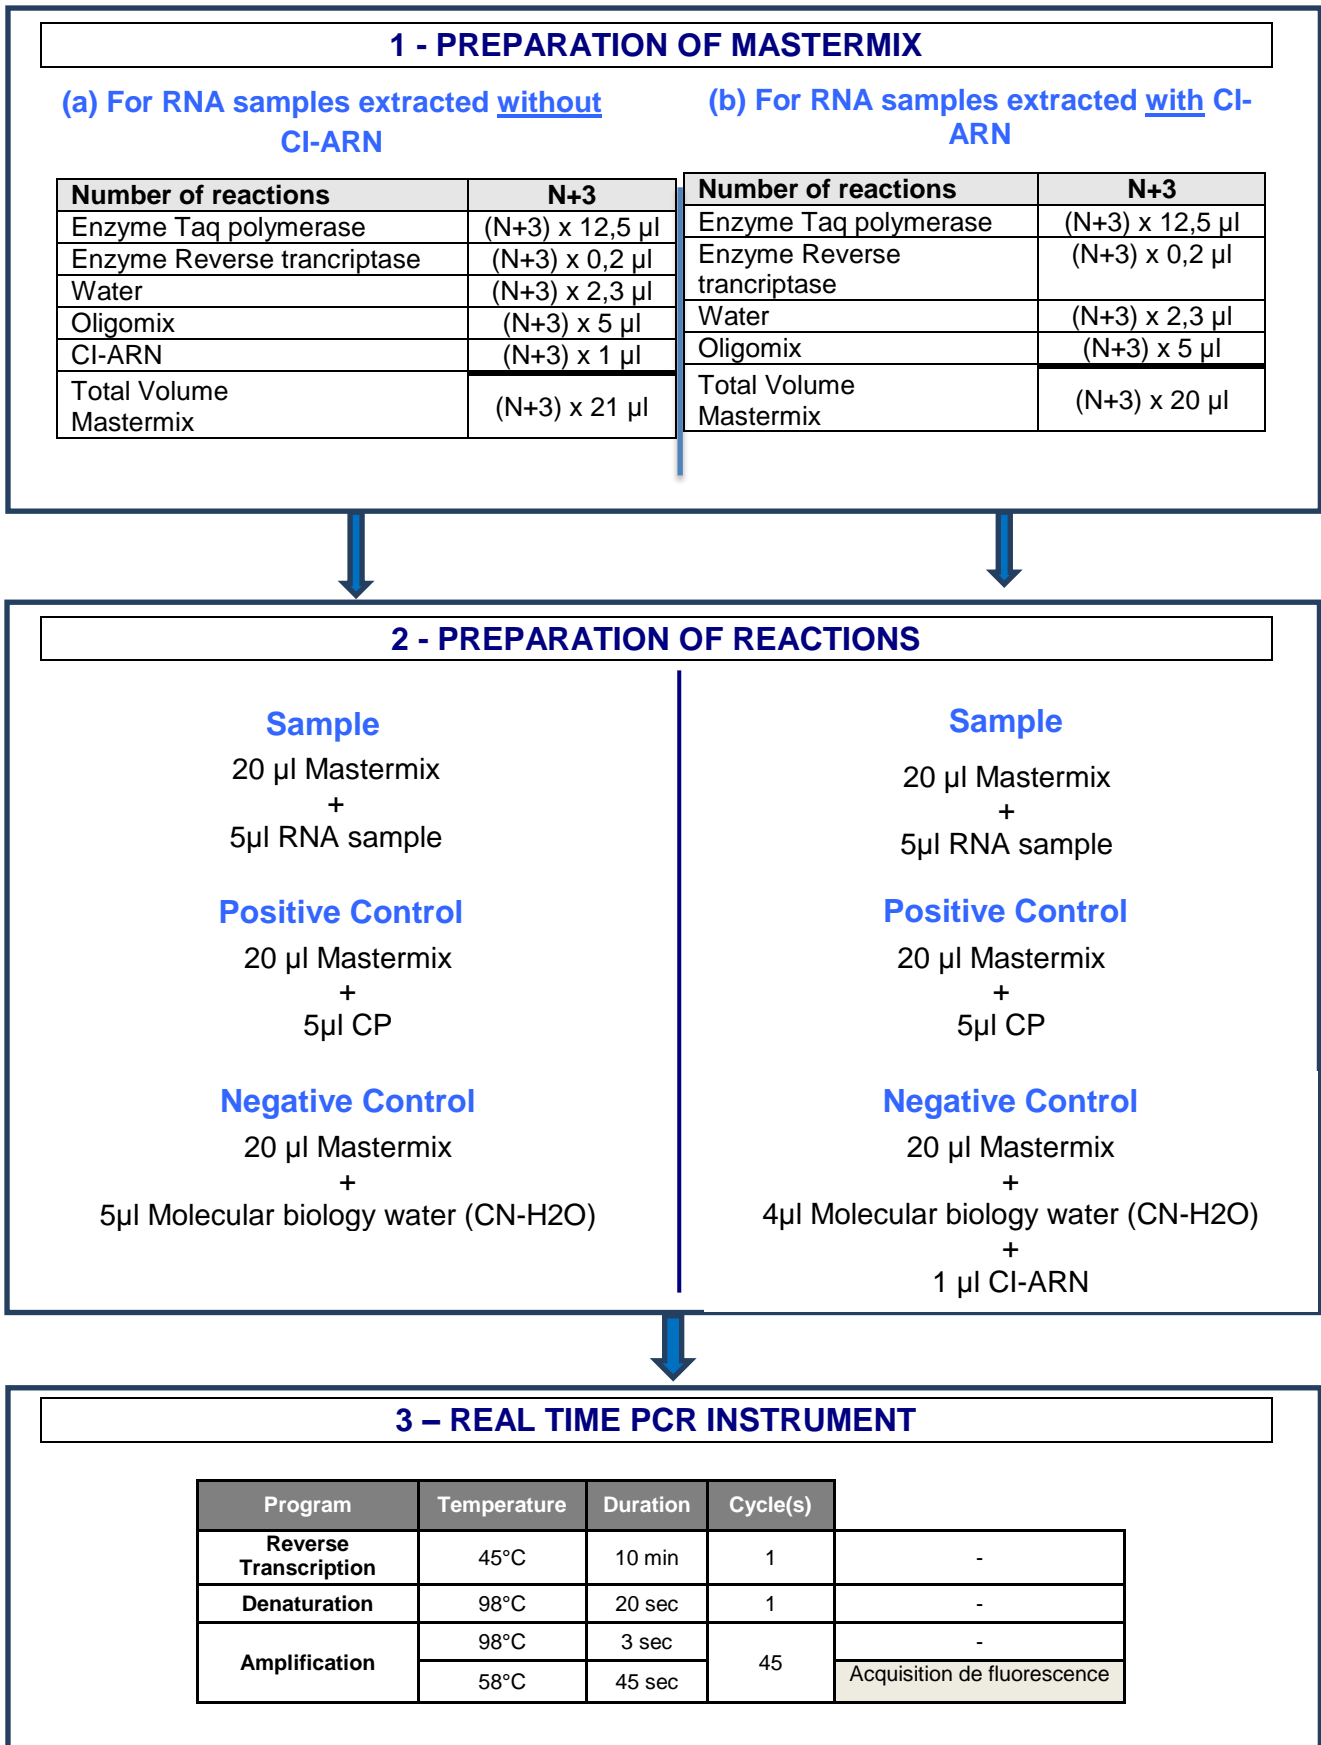 1 - PREPARATION OF MASTERMIX
(a) For RNA samples extracted without
CI-ARN
Number of reactions N+3
Enzyme Taq polymerase (N+3) x 12,5 µl
Enzyme Reverse trancriptase (N+3) x 0,2 µl
Water (N+3) x 2,3 µl
Oligomix (N+3) x 5 µl
CI-ARN (N+3) x 1 µl
Total Volume
Mastermix
(N+3) x 21 µl
(b) For RNA samples extracted with CI-
ARN
Number of reactions N+3
Enzyme Taq polymerase (N+3) x 12,5 µl
Enzyme Reverse (N+3) x 0,2 µl
trancriptase
Water (N+3) x 2,3 µl
Oligomix (N+3) x 5 µl
Total Volume
Mastermix
(N+3) x 20 µl
2 - PREPARATION OF REACTIONS
Sample
20 µl Mastermix
+
5µl RNA sample
Positive Control
20 µl Mastermix
+
5µl CP
Negative Control
20 µl Mastermix
+
5µl Molecular biology water (CN-H2O)
Sample
20 µl Mastermix
+
5µl RNA sample
Positive Control
20 µl Mastermix
+
5µl CP
Negative Control
20 µl Mastermix
+
4µl Molecular biology water (CN-H2O)
+
1 µl CI-ARN
3 – REAL TIME PCR INSTRUMENT
Program Temperature Duration Cycle(s)
Reverse
Transcription
45°C 10 min 1 -
Denaturation 98°C 20 sec 1 -
Amplification
98°C 3 sec 45 -
58°C 45 sec Acquisition de fluorescence